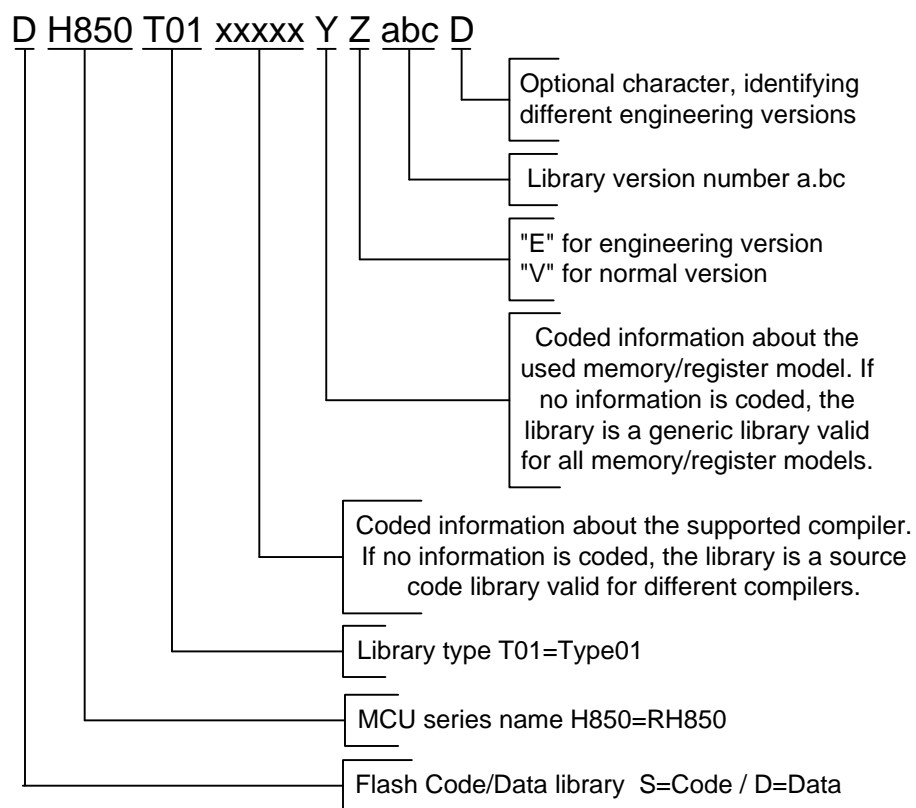 D H850 T01 xxxxx Y Z abc D
Optional character, identifying
different engineering versions
Library version number a.bc
"E" for engineering version
"V" for normal version
Coded information about the
used memory/register model. If
no information is coded, the
library is a generic library valid
for all memory/register models.
Coded information about the supported compiler.
If no information is coded, the library is a source
code library valid for different compilers.
Library type T01=Type01
MCU series name H850=RH850
Flash Code/Data library S=Code / D=Data